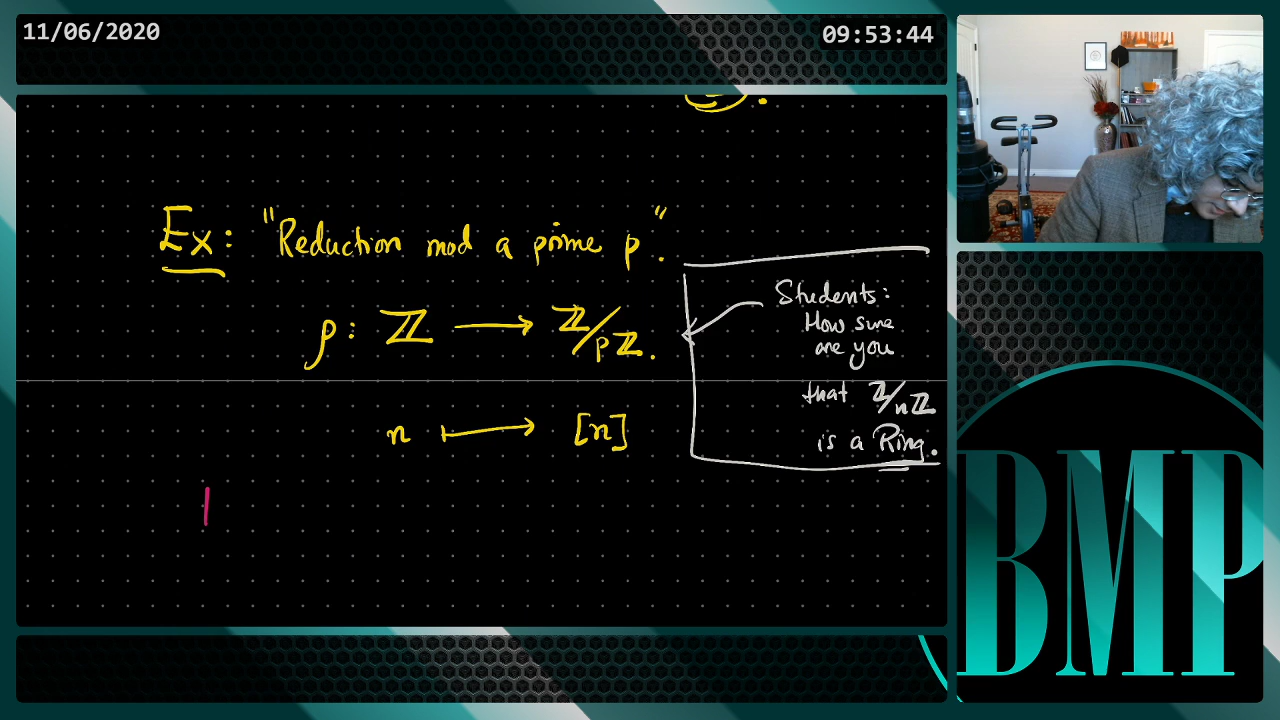 11/06/2020
09:53:44
Ex: "Reduction mod a prime p".
ρ: ℤ ⟶ ℤ/pℤ.
n ⟼ [n]
Students:
How sure
are you
that ℤ/nℤ
is a Ring.
BMP